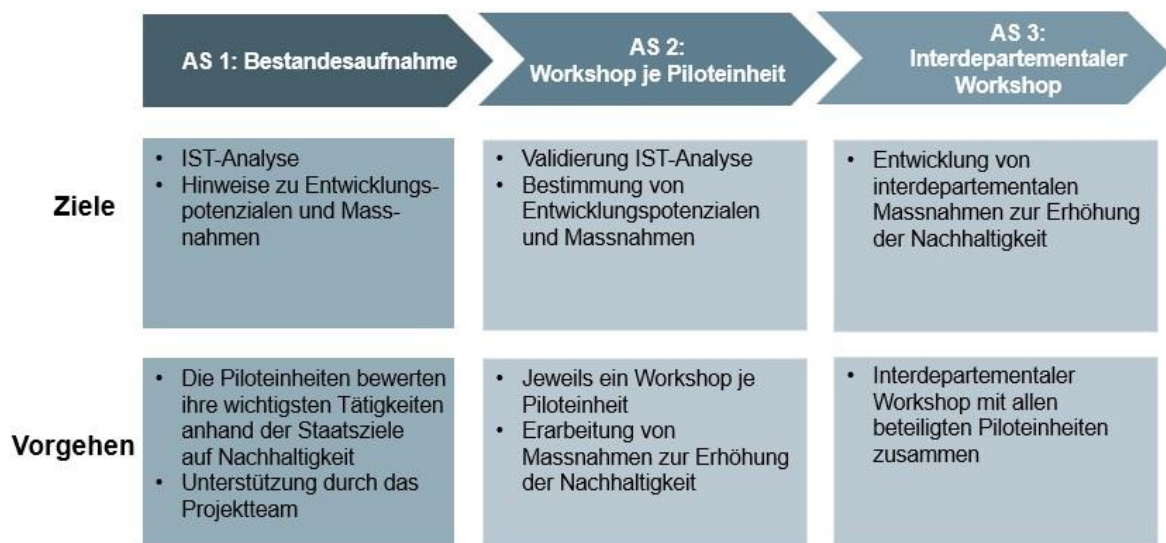 AS 1: Bestandesaufnahme
AS 2:
Workshop je Piloteinheit
AS 3:
Interdepartementaler
Workshop
Ziele
• IST-Analyse
• Hinweise zu Entwicklungs-
potenzialen und Mass-
nahmen
• Validierung IST-Analyse
• Bestimmung von
Entwicklungspotenzialen
und Massnahmen
• Entwicklung von
interdepartementalen
Massnahmen zur Erhöhung
der Nachhaltigkeit
Vorgehen
• Die Piloteinheiten bewerten
ihre wichtigsten Tätigkeiten
anhand der Staatsziele
auf Nachhaltigkeit
• Unterstützung durch das
Projektteam
• Jeweils ein Workshop je
Piloteinheit
• Erarbeitung von
Massnahmen zur Erhöhung
der Nachhaltigkeit
• Interdepartementaler
Workshop mit allen
beteiligten Piloteinheiten
zusammen